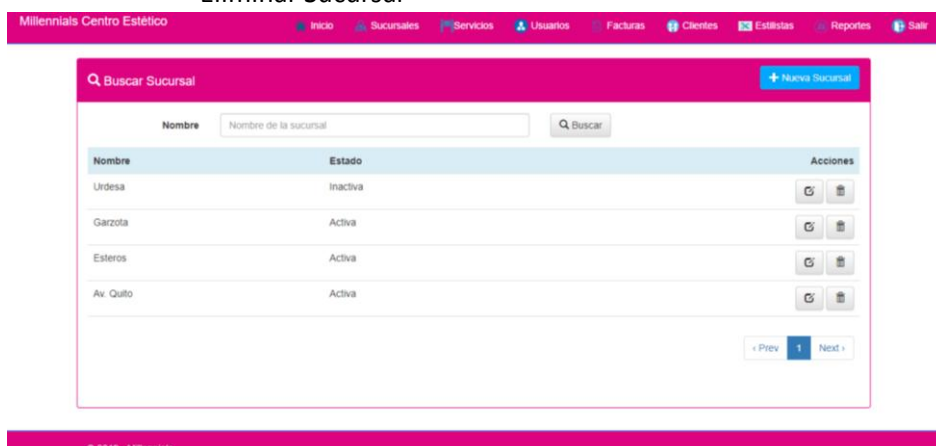 Eliminar Sucursal
Millennials Centro Estético Inicio Sucursales Servicios Usuarios Facturas Clientes Estilistas Reportes Salir
Buscar Sucursal + Nueva Sucursal
Nombre Nombre de la sucursal Buscar
Nombre Estado Acciones
Urdesa Inactiva
Garzota Activa
Esteros Activa
Av. Quito Activa
‹ Prev 1 Next ›